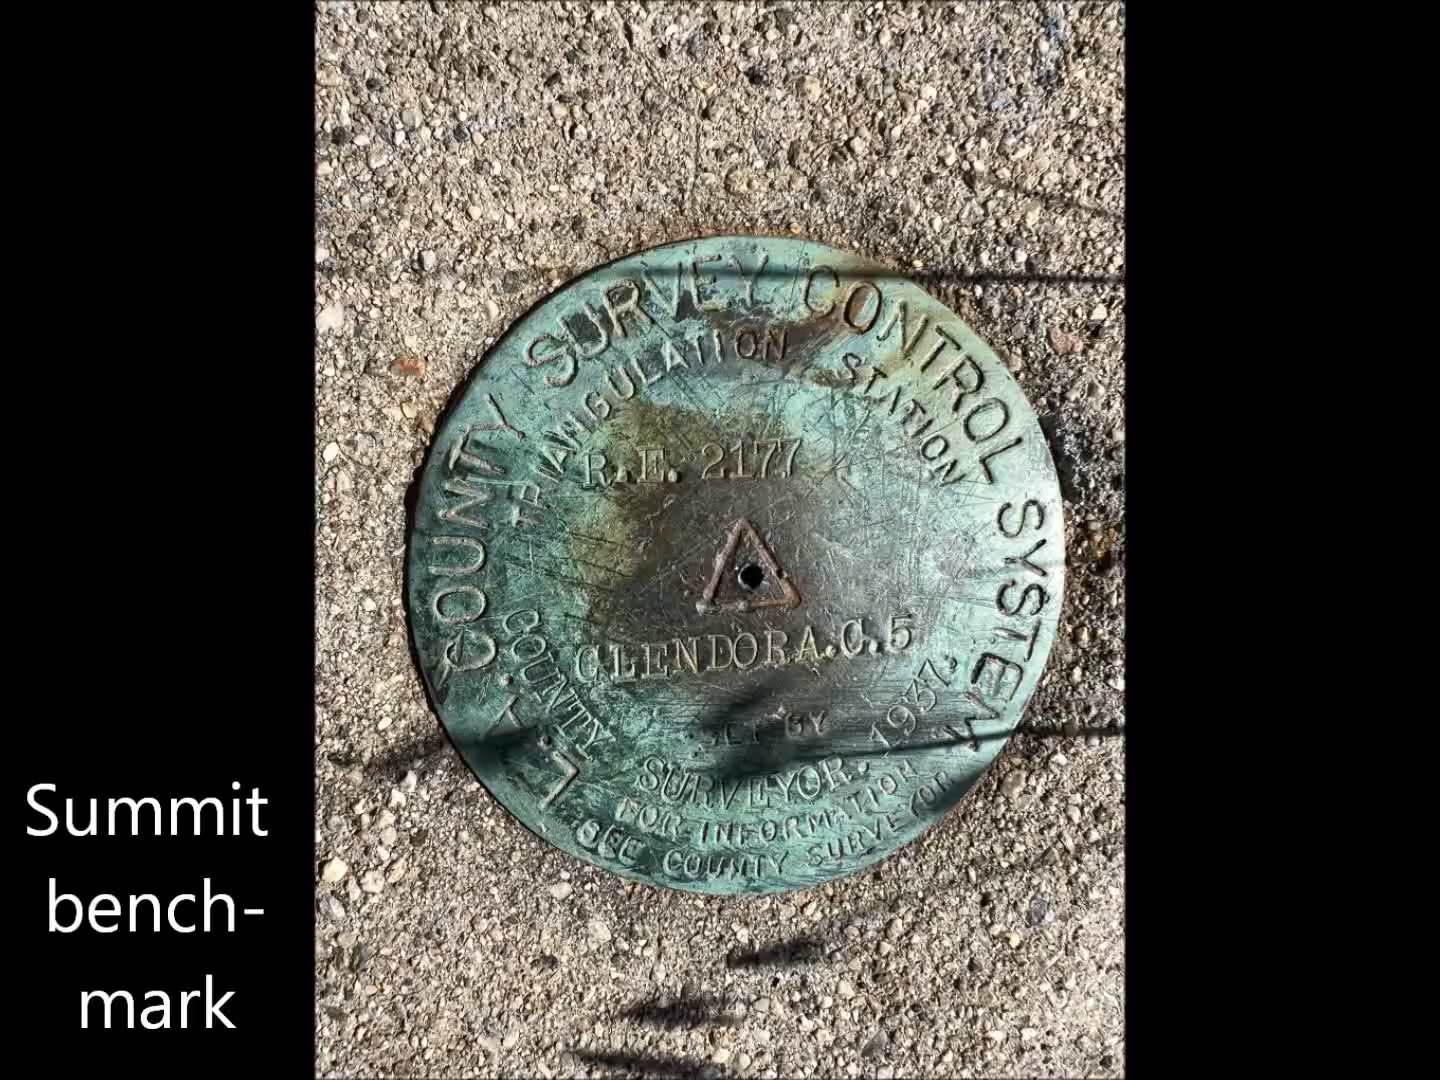 L.A. COUNTY SURVEY CONTROL SYSTEM
TRIANGULATION STATION
R.E. 2177
GLENDORA.C.5
SET BY
COUNTY SURVEYOR. 1937.
FOR INFORMATION
SEE COUNTY SURVEYOR
Summit
bench-
mark